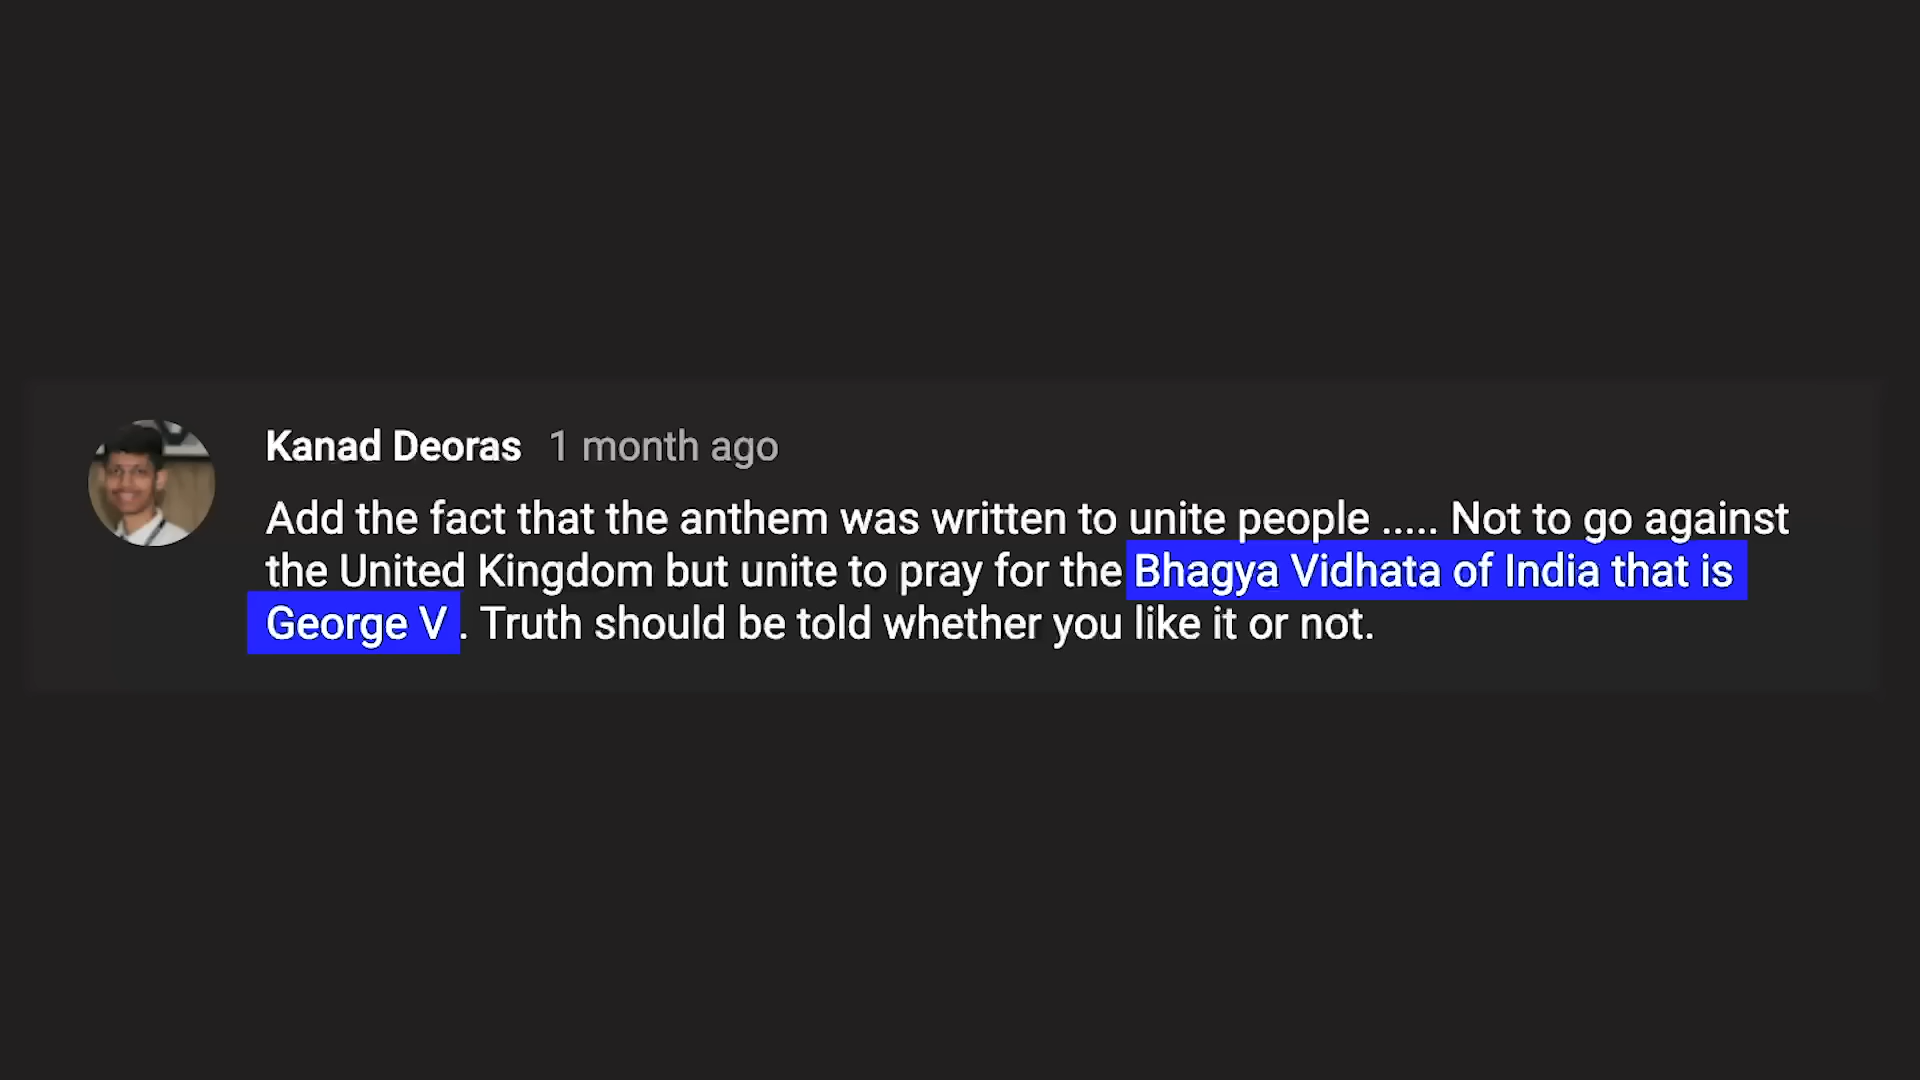 Kanad Deoras 1 month ago
Add the fact that the anthem was written to unite people ..... Not to go against
the United Kingdom but unite to pray for the Bhagya Vidhata of India that is
George V . Truth should be told whether you like it or not.